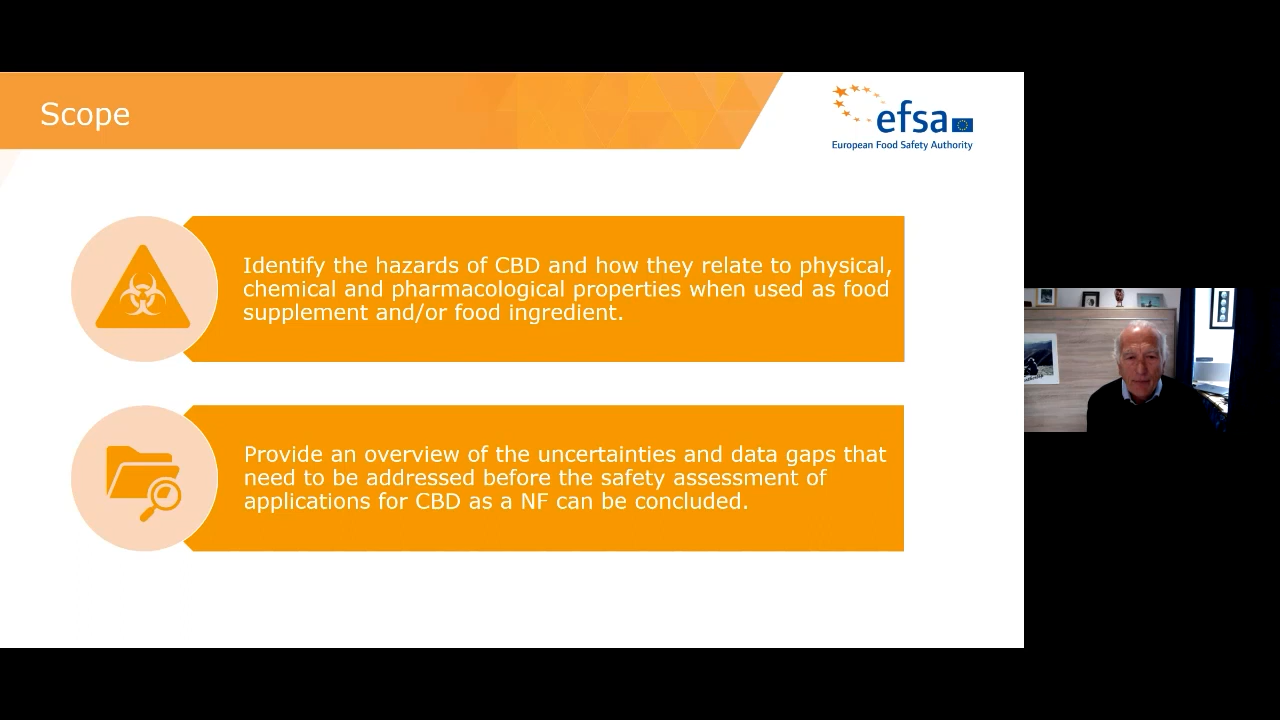 Scope
efsa
European Food Safety Authority
Identify the hazards of CBD and how they relate to physical,
chemical and pharmacological properties when used as food
supplement and/or food ingredient.
Provide an overview of the uncertainties and data gaps that
need to be addressed before the safety assessment of
applications for CBD as a NF can be concluded.